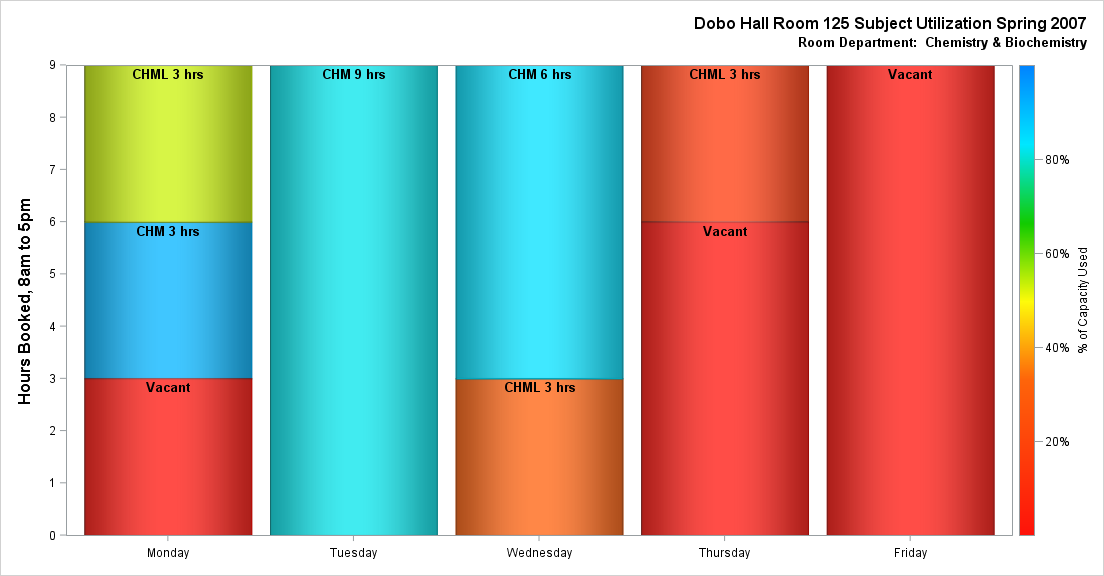 Dobo Hall Room 125 Subject Utilization Spring 2007
Room Department:  Chemistry & Biochemistry
Hours Booked, 8am to 5pm
9
8
7
6
5
4
3
2
1
0
CHML 3 hrs
CHM 3 hrs
Vacant
CHM 9 hrs
CHM 6 hrs
CHML 3 hrs
CHML 3 hrs
Vacant
Vacant
Monday
Tuesday
Wednesday
Thursday
Friday
80%
60%
40%
20%
% of Capacity Used